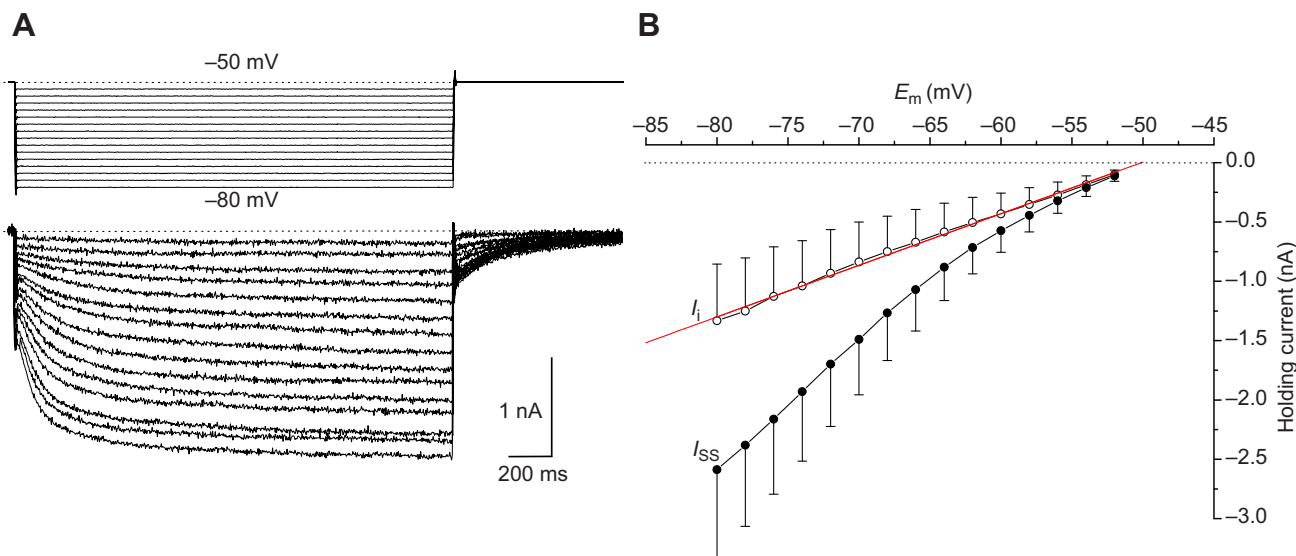 A
B
–50 mV
–80 mV
1 nA
200 ms
E_m (mV)
–85 –80 –75 –70 –65 –60 –55 –50 –45
0.0
–0.5
–1.0
–1.5
–2.0
–2.5
–3.0
Holding current (nA)
I_i
I_SS